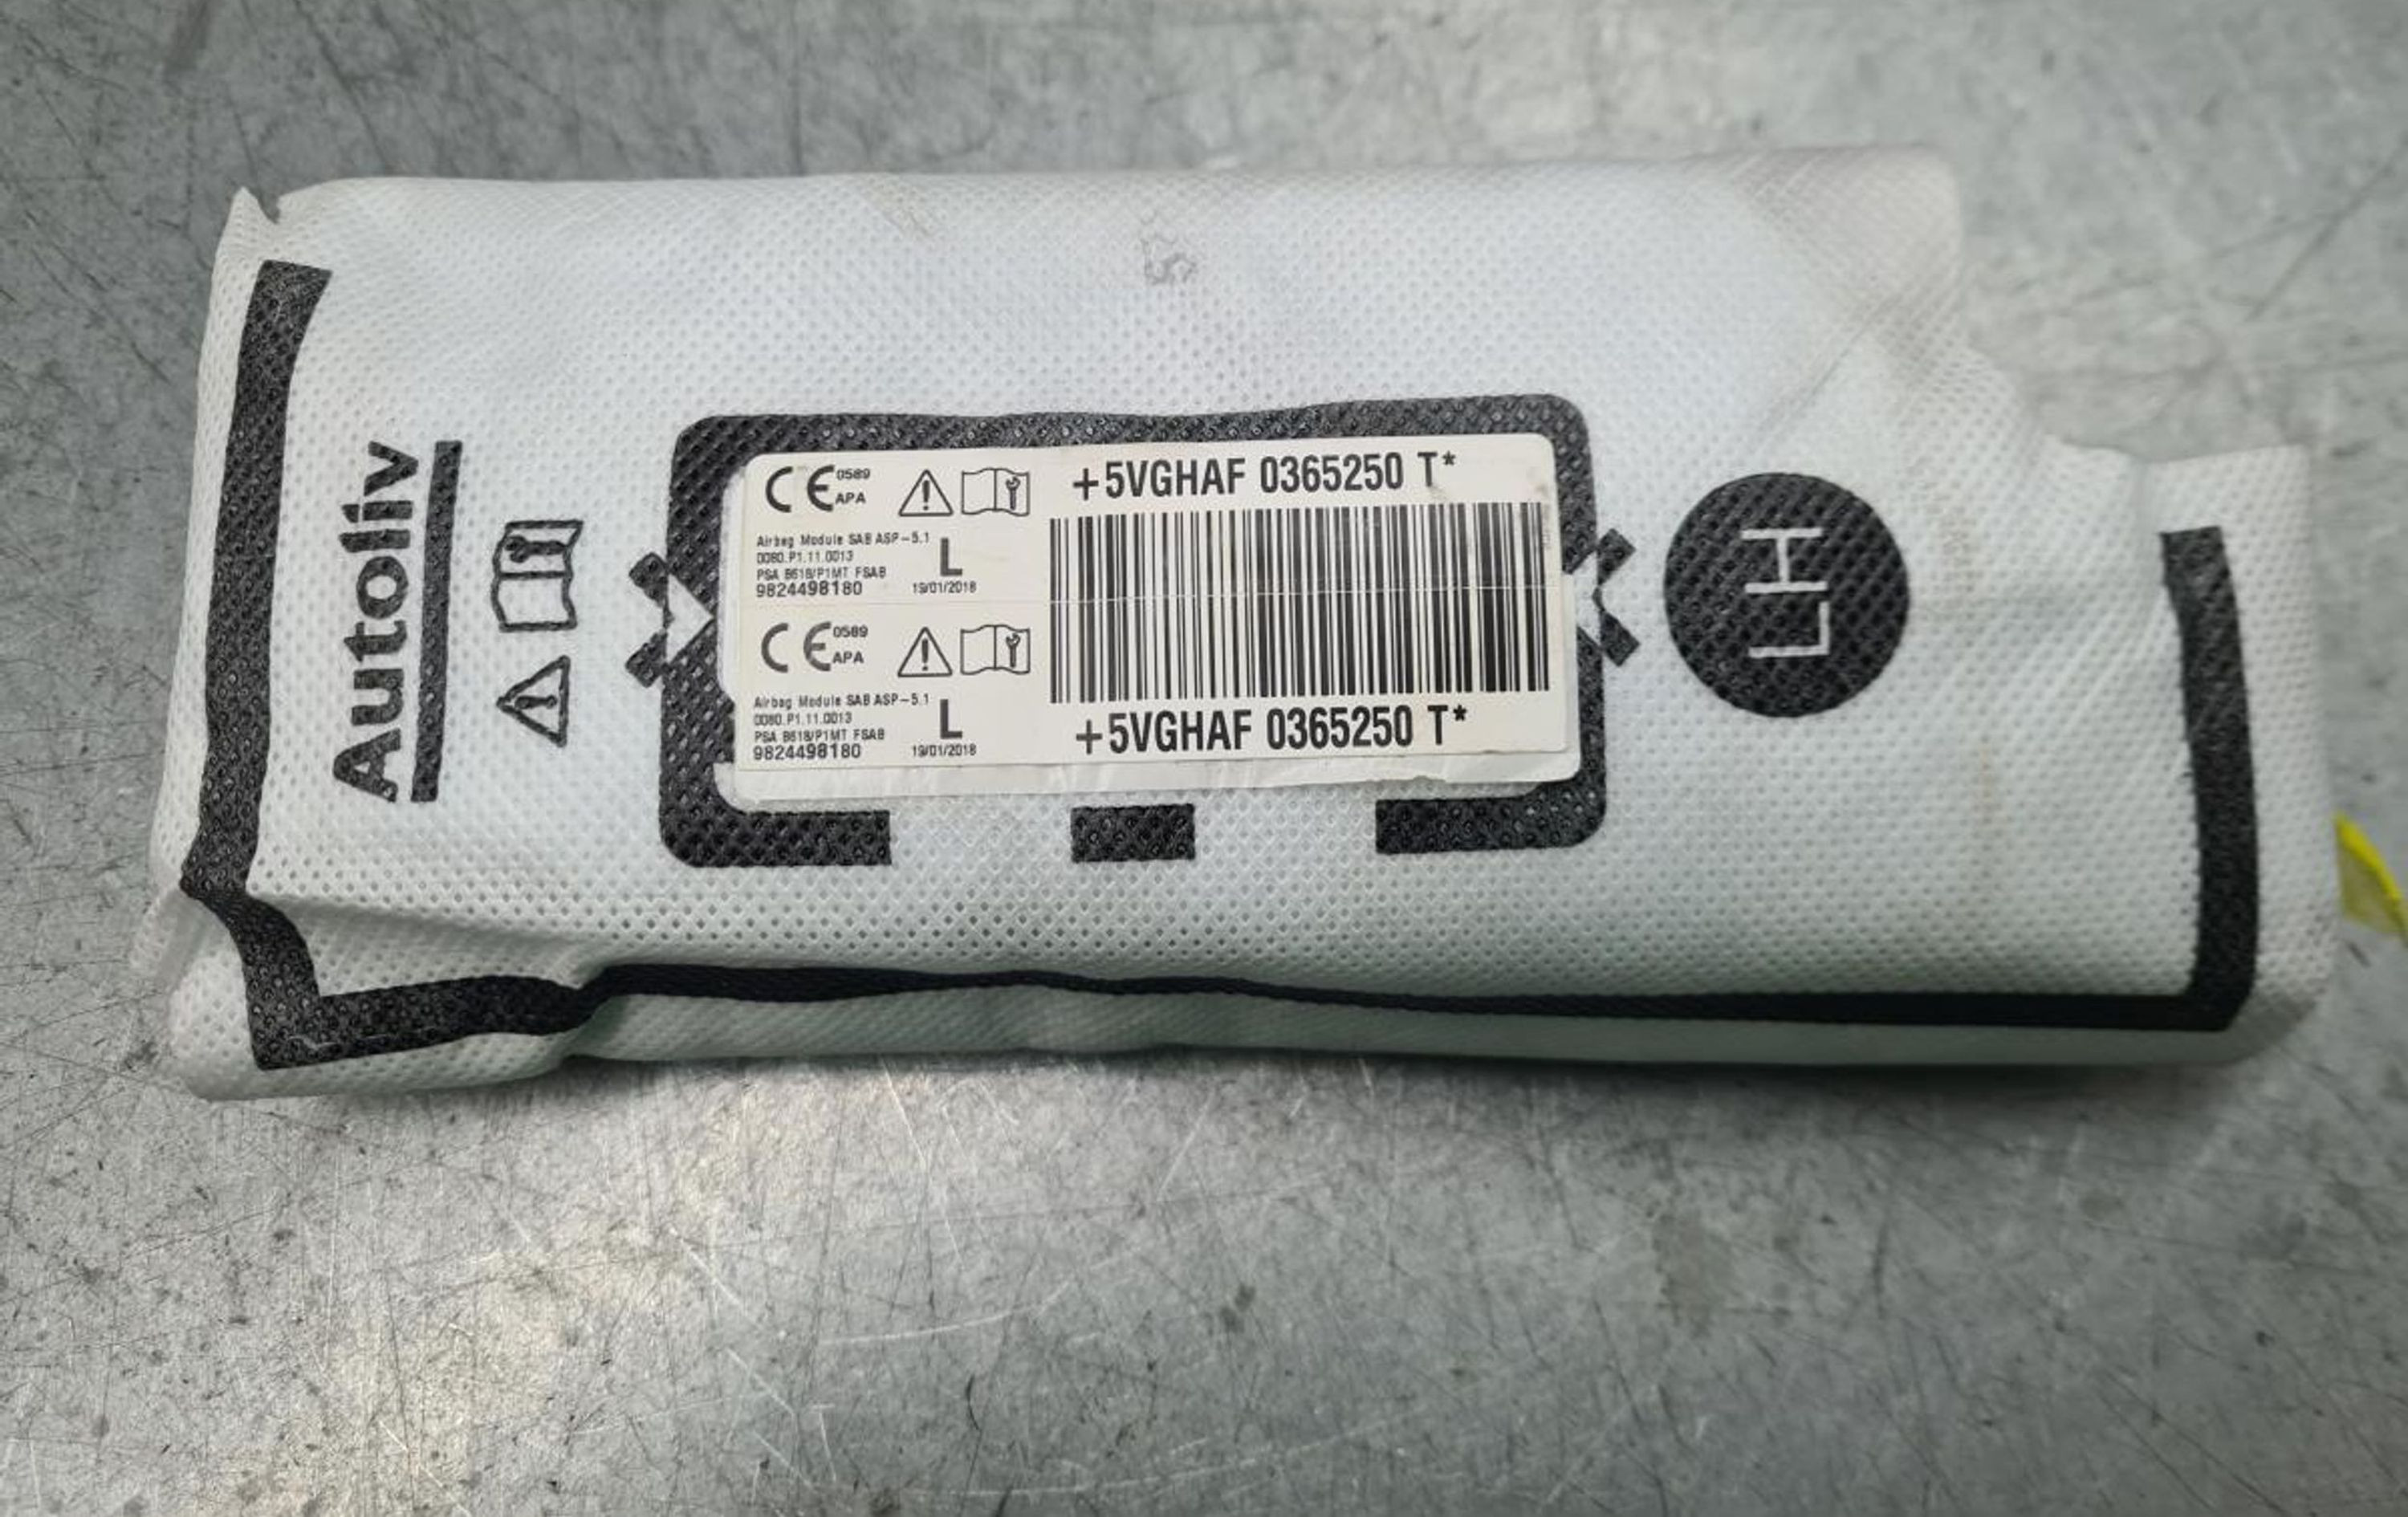 Autoliv
CE 0589
APA
+5VGHAF 0365250 T*
Airbag Module SAB ASP-5.1
0080.P1.11.0013
PSA B618/P1MT FSAB
9824498180
L
19/01/2018
CE 0589
APA
Airbag Module SAB ASP-5.1
0080.P1.11.0013
PSA B618/P1MT FSAB
9824498180
L
19/01/2018
+5VGHAF 0365250 T*
LH